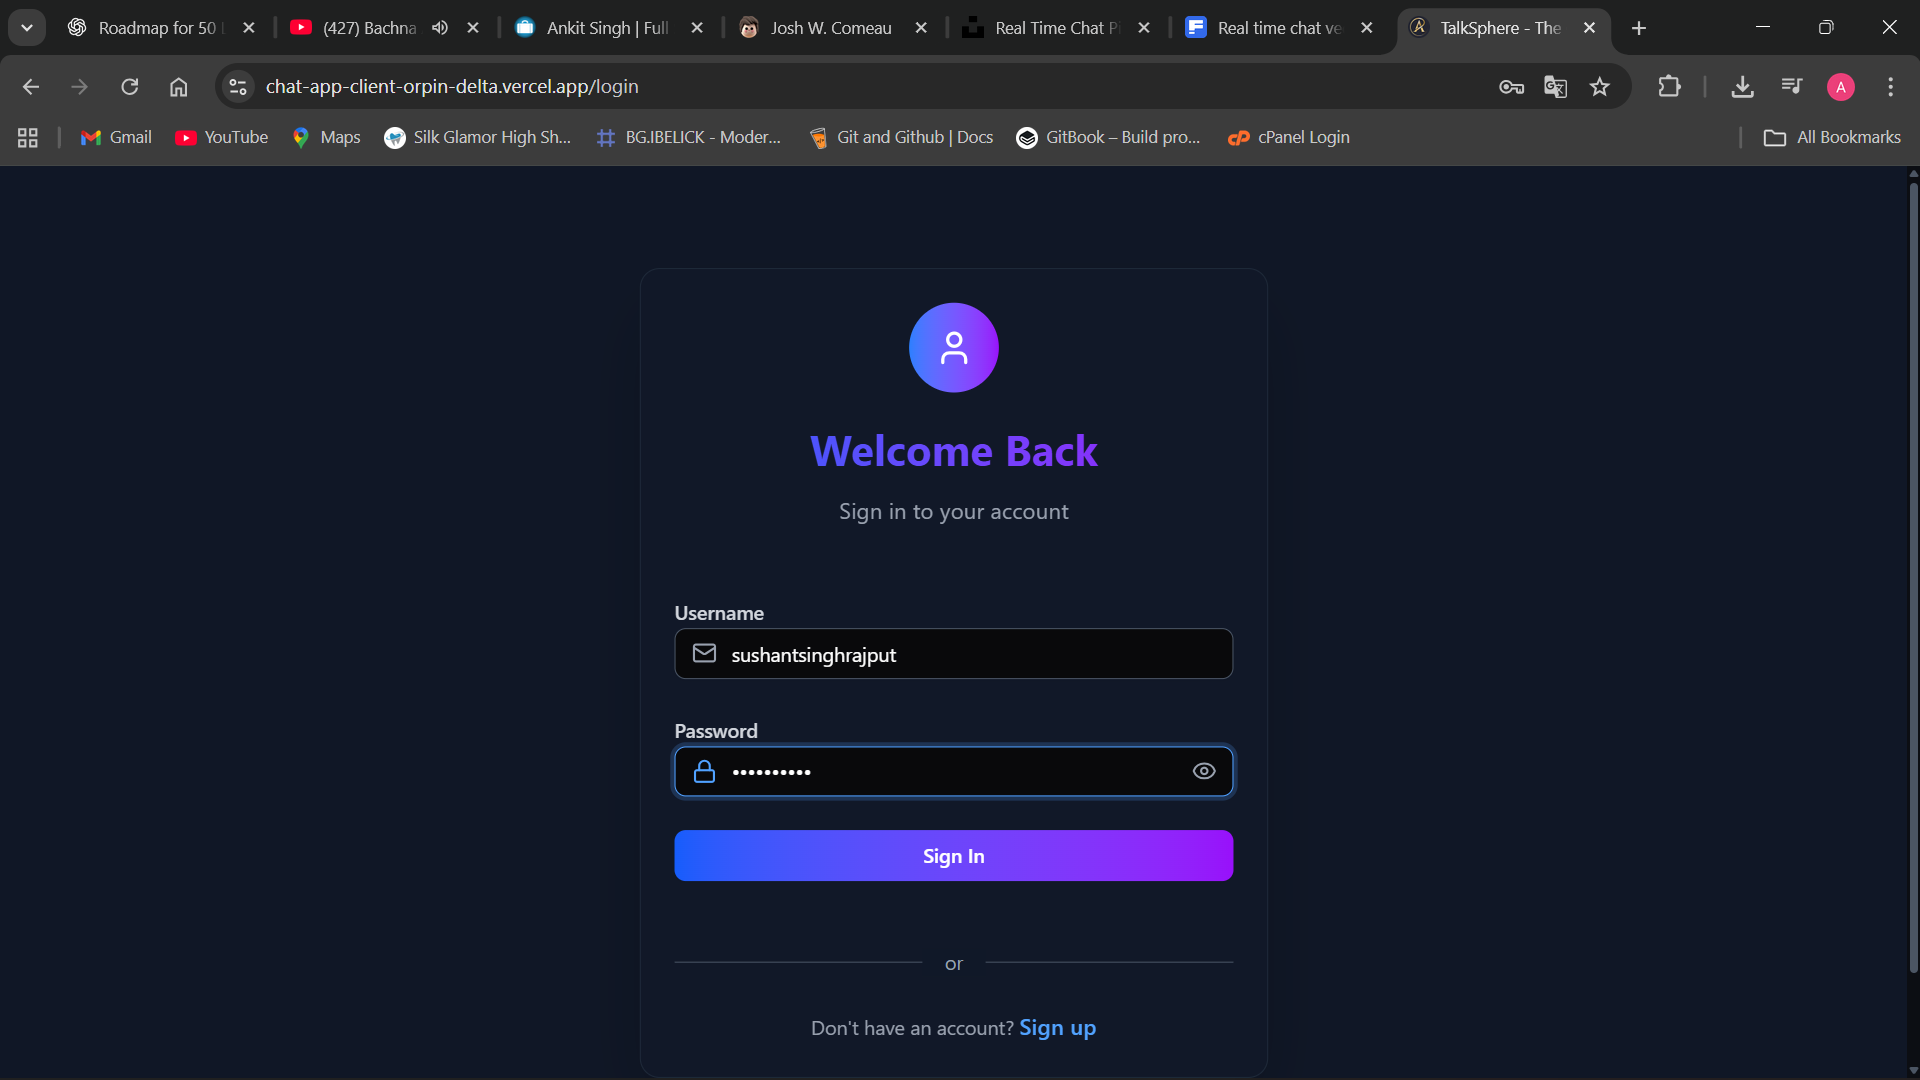 Roadmap for 50
(427) Bachna
Ankit Singh | Full
Josh W. Comeau
Real Time Chat
Real time chat ve
TalkSphere - The
chat-app-client-orpin-delta.vercel.app/login
A
Gmail
YouTube
Maps
Silk Glamor High Sh...
BG.IBELICK - Moder...
Git and Github | Docs
GitBook – Build pro...
cPanel Login
All Bookmarks
Welcome Back
Sign in to your account
Username
sushantsinghrajput
Password
••••••••••
Sign In
or
Don't have an account? Sign up